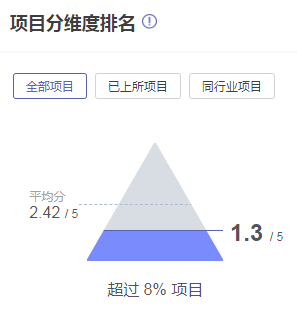 项目分维度排名
全部项目 已上所项目 同行业项目
平均分
2.42 / 5
1.3 / 5
超过 8% 项目